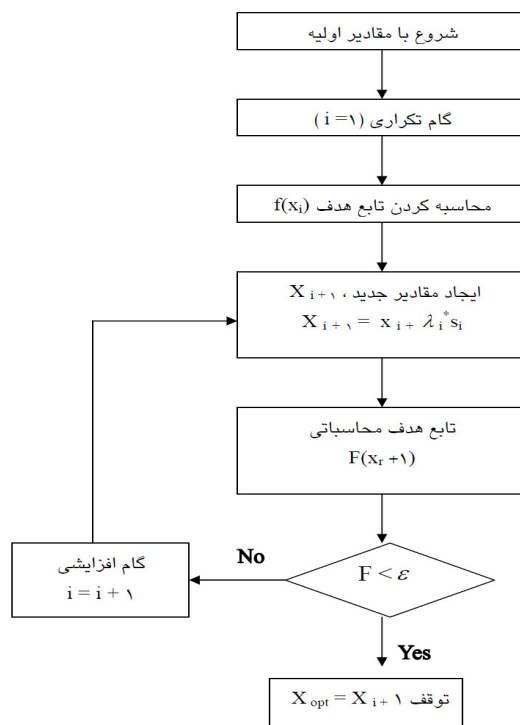 شروع با مقادیر اولیه
گام تکراری (i =۱ )
محاسبه کردن تابع هدف f(xᵢ)
ایجاد مقادیر جدید ، X i + ۱
X i + ۱ = x i + λ i* sᵢ
تابع هدف محاسباتی
F(xᵣ +۱)
F < ε
No
گام افزایشی
i = i + ۱
Yes
توقف X opt = X i + ۱